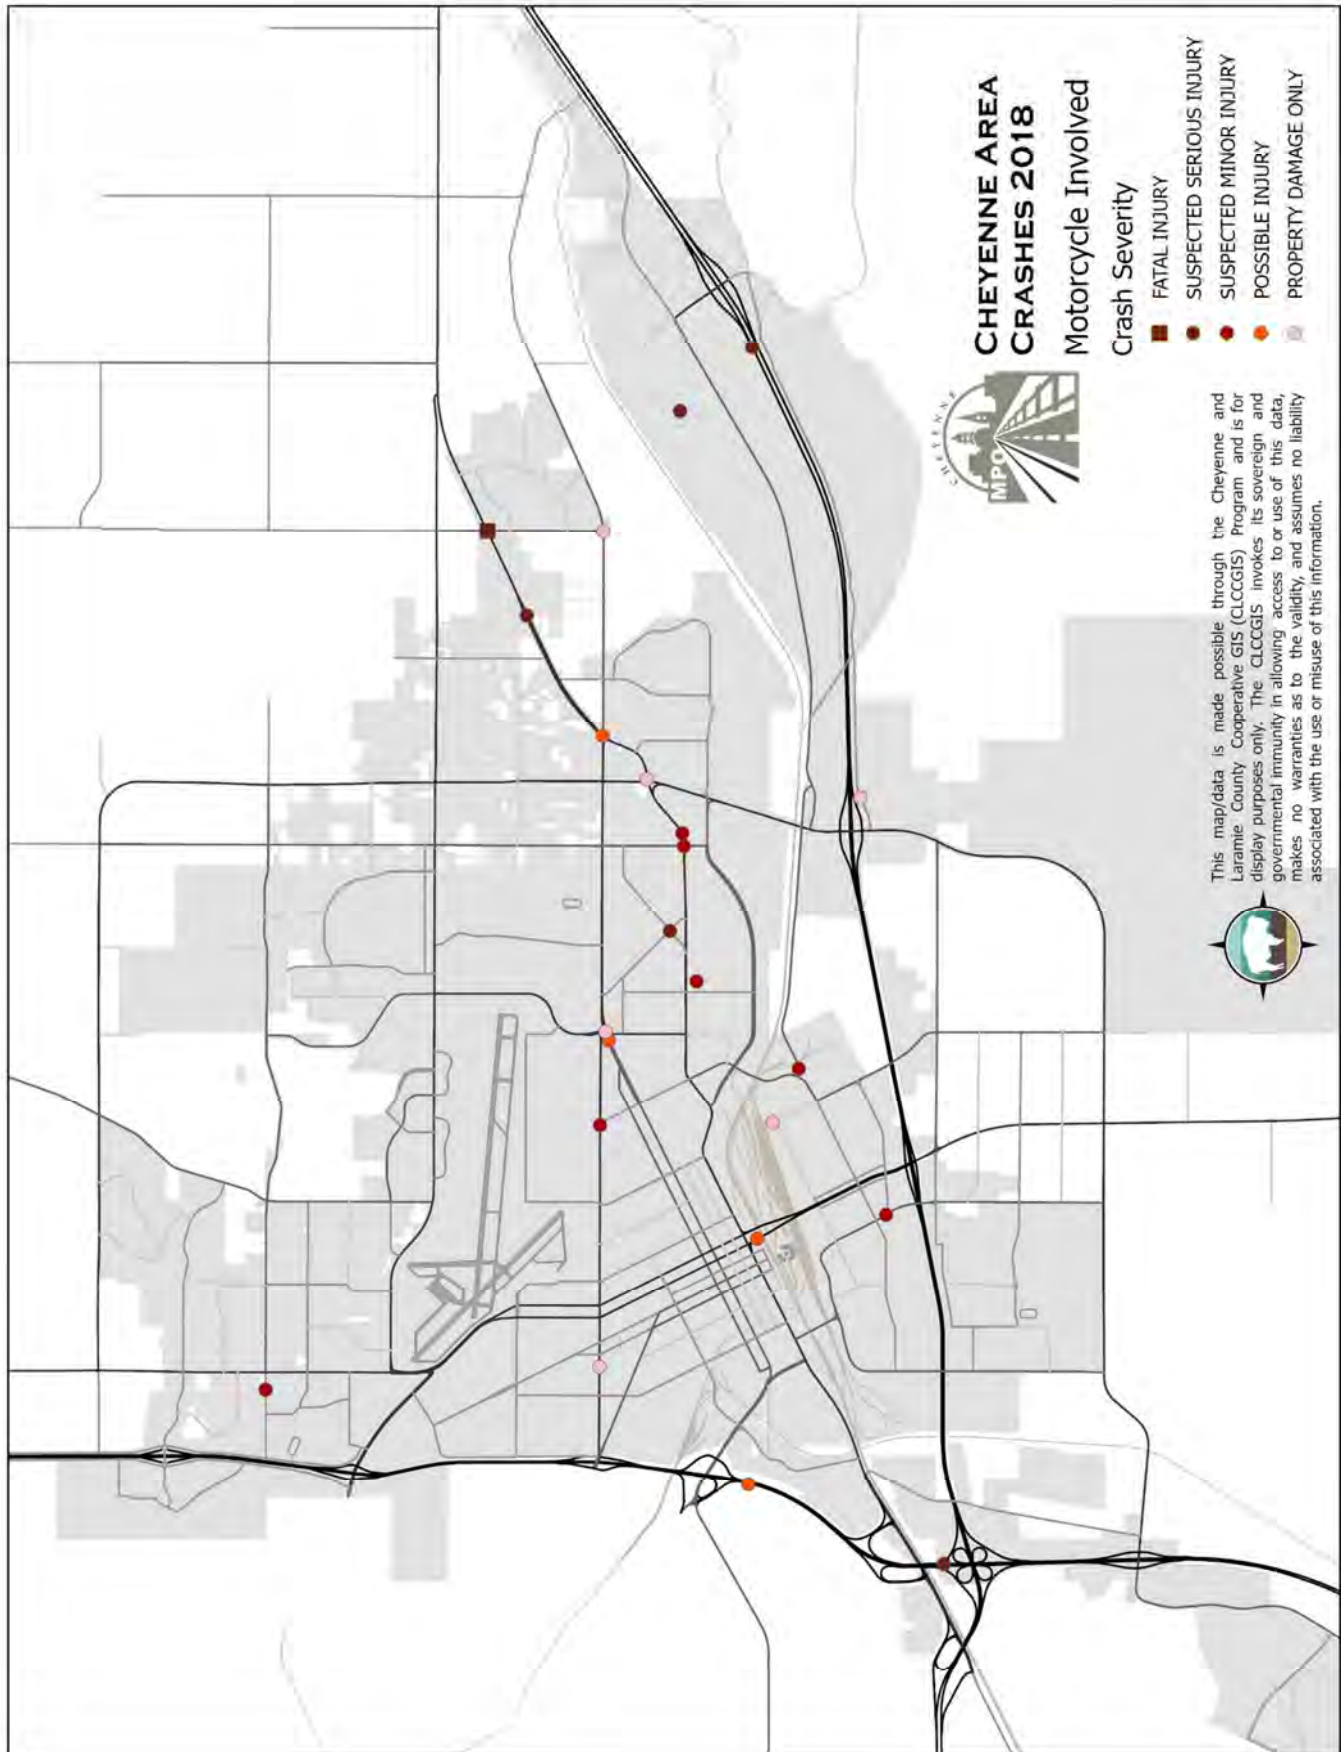 CHEYENNE AREA
CRASHES 2018
Motorcycle Involved
Crash Severity
FATAL INJURY
SUSPECTED SERIOUS INJURY
SUSPECTED MINOR INJURY
POSSIBLE INJURY
PROPERTY DAMAGE ONLY
CHEYENNE
MPO
This map/data is made possible through the Cheyenne and
Laramie County Cooperative GIS (CLCCGIS) Program and is for
display purposes only. The CLCCGIS invokes its sovereign and
governmental immunity in allowing access to or use of this data,
makes no warranties as to the validity, and assumes no liability
associated with the use or misuse of this information.